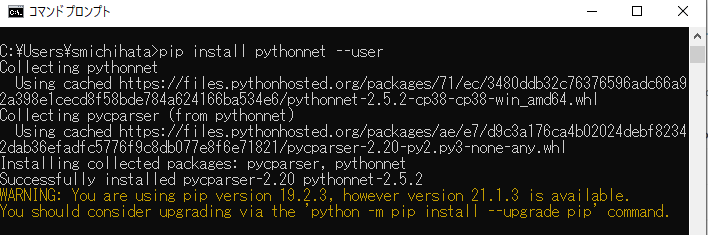 コマンド プロンプト
C:¥Users¥smichihata>pip install pythonnet --user
Collecting pythonnet
  Using cached https://files.pythonhosted.org/packages/71/ec/3480ddb32c76376596adc66a9
2a398e1cecd8f58bde784a624166ba534e6/pythonnet-2.5.2-cp38-cp38-win_amd64.whl
Collecting pycparser (from pythonnet)
  Using cached https://files.pythonhosted.org/packages/ae/e7/d9c3a176ca4b02024debf8234
2dab36efadfc5776f9c8db077e8f6e71821/pycparser-2.20-py2.py3-none-any.whl
Installing collected packages: pycparser, pythonnet
Successfully installed pycparser-2.20 pythonnet-2.5.2
WARNING: You are using pip version 19.2.3, however version 21.1.3 is available.
You should consider upgrading via the 'python -m pip install --upgrade pip' command.